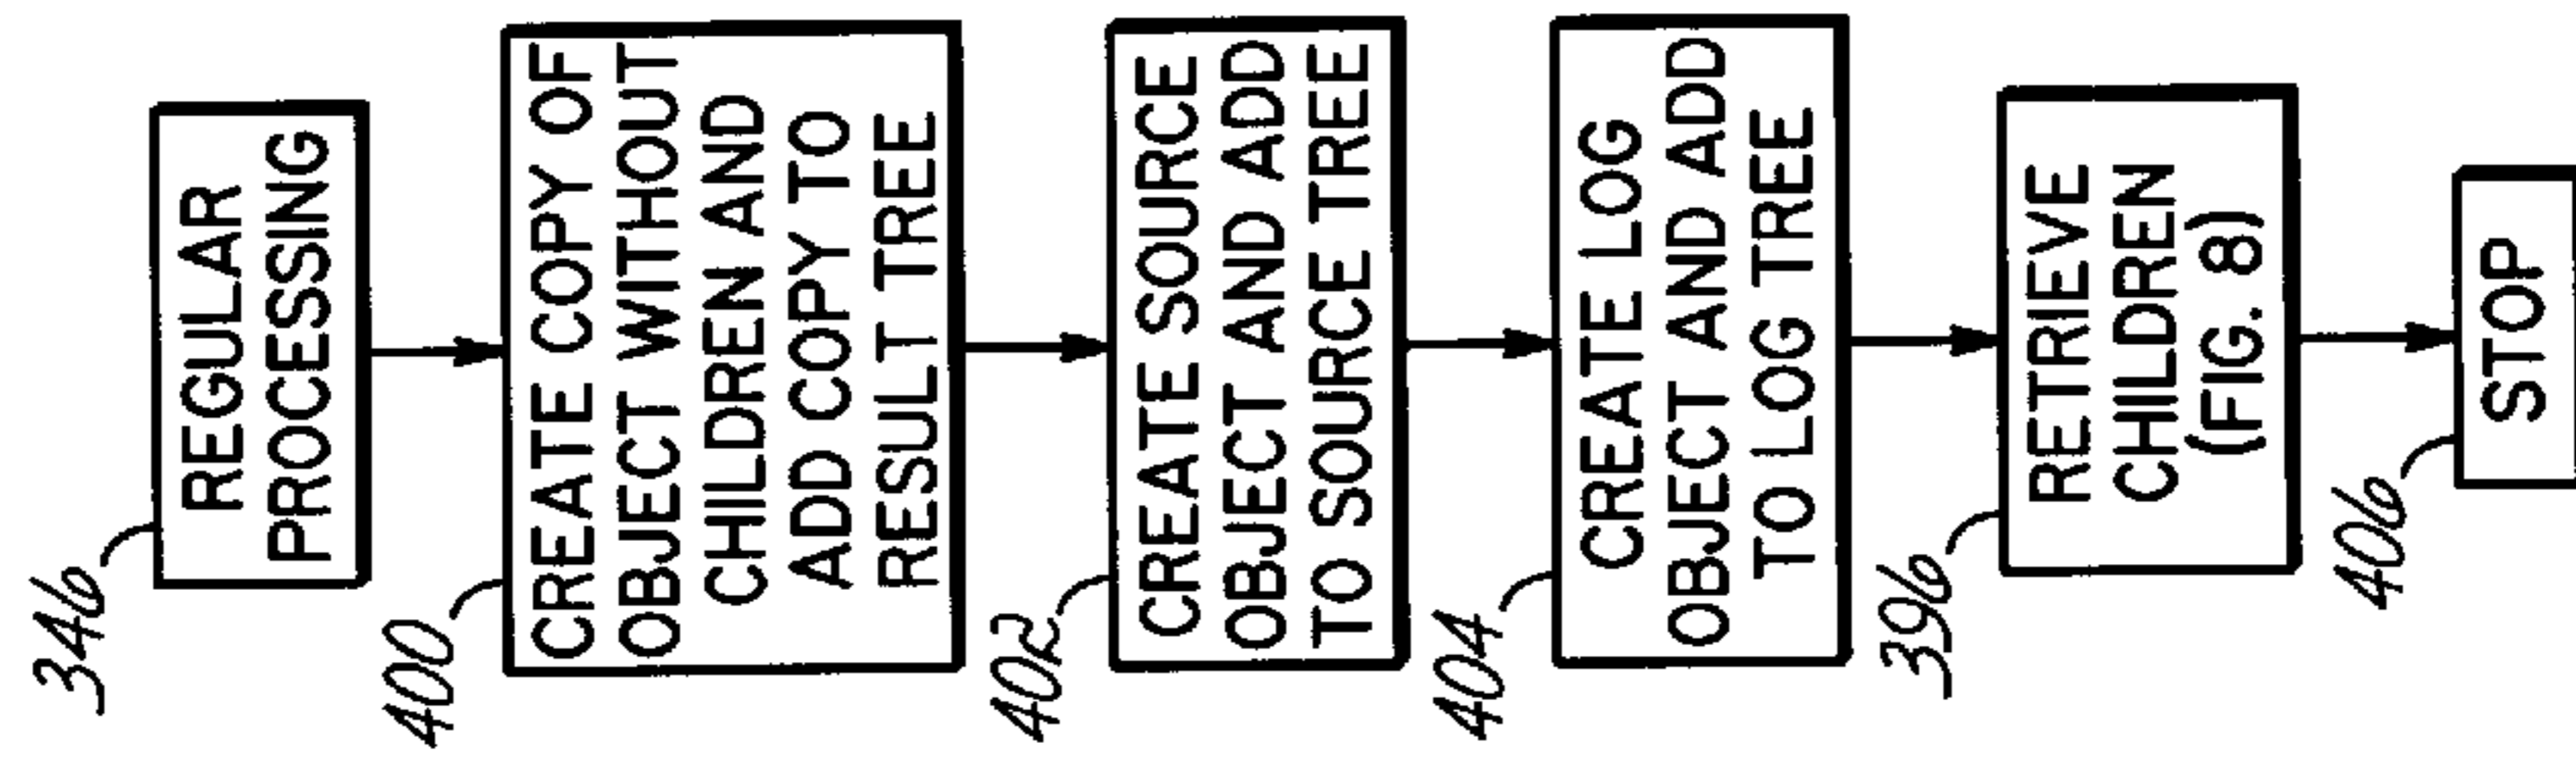 346
REGULAR
PROCESSING
400
CREATE COPY OF
OBJECT WITHOUT
CHILDREN AND
ADD COPY TO
RESULT TREE
402
CREATE SOURCE
OBJECT AND ADD
TO SOURCE TREE
404
CREATE LOG
OBJECT AND ADD
TO LOG TREE
396
RETRIEVE
CHILDREN
(FIG. 8)
406
STOP